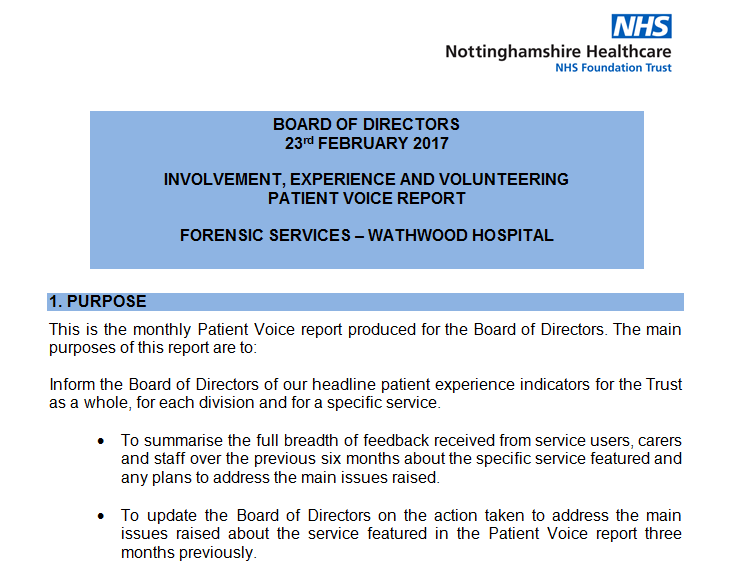 NHS
Nottinghamshire Healthcare
NHS Foundation Trust
BOARD OF DIRECTORS
23rd FEBRUARY 2017
INVOLVEMENT, EXPERIENCE AND VOLUNTEERING
PATIENT VOICE REPORT
FORENSIC SERVICES – WATHWOOD HOSPITAL
1. PURPOSE
This is the monthly Patient Voice report produced for the Board of Directors. The main
purposes of this report are to:
Inform the Board of Directors of our headline patient experience indicators for the Trust
as a whole, for each division and for a specific service.
• To summarise the full breadth of feedback received from service users, carers
and staff over the previous six months about the specific service featured and
any plans to address the main issues raised.
• To update the Board of Directors on the action taken to address the main
issues raised about the service featured in the Patient Voice report three
months previously.